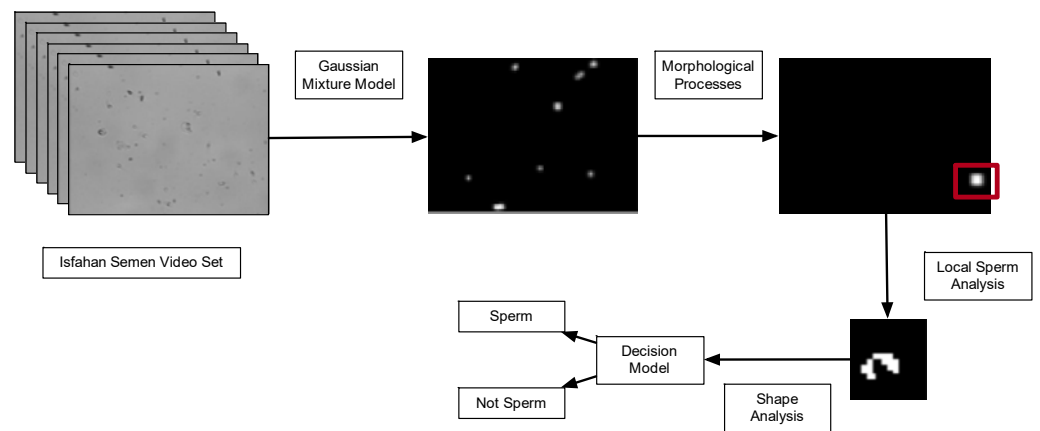 Gaussian
Mixture Model
Morphological
Processes
Isfahan Semen Video Set
Local Sperm
Analysis
Sperm
Decision
Model
Not Sperm
Shape
Analysis